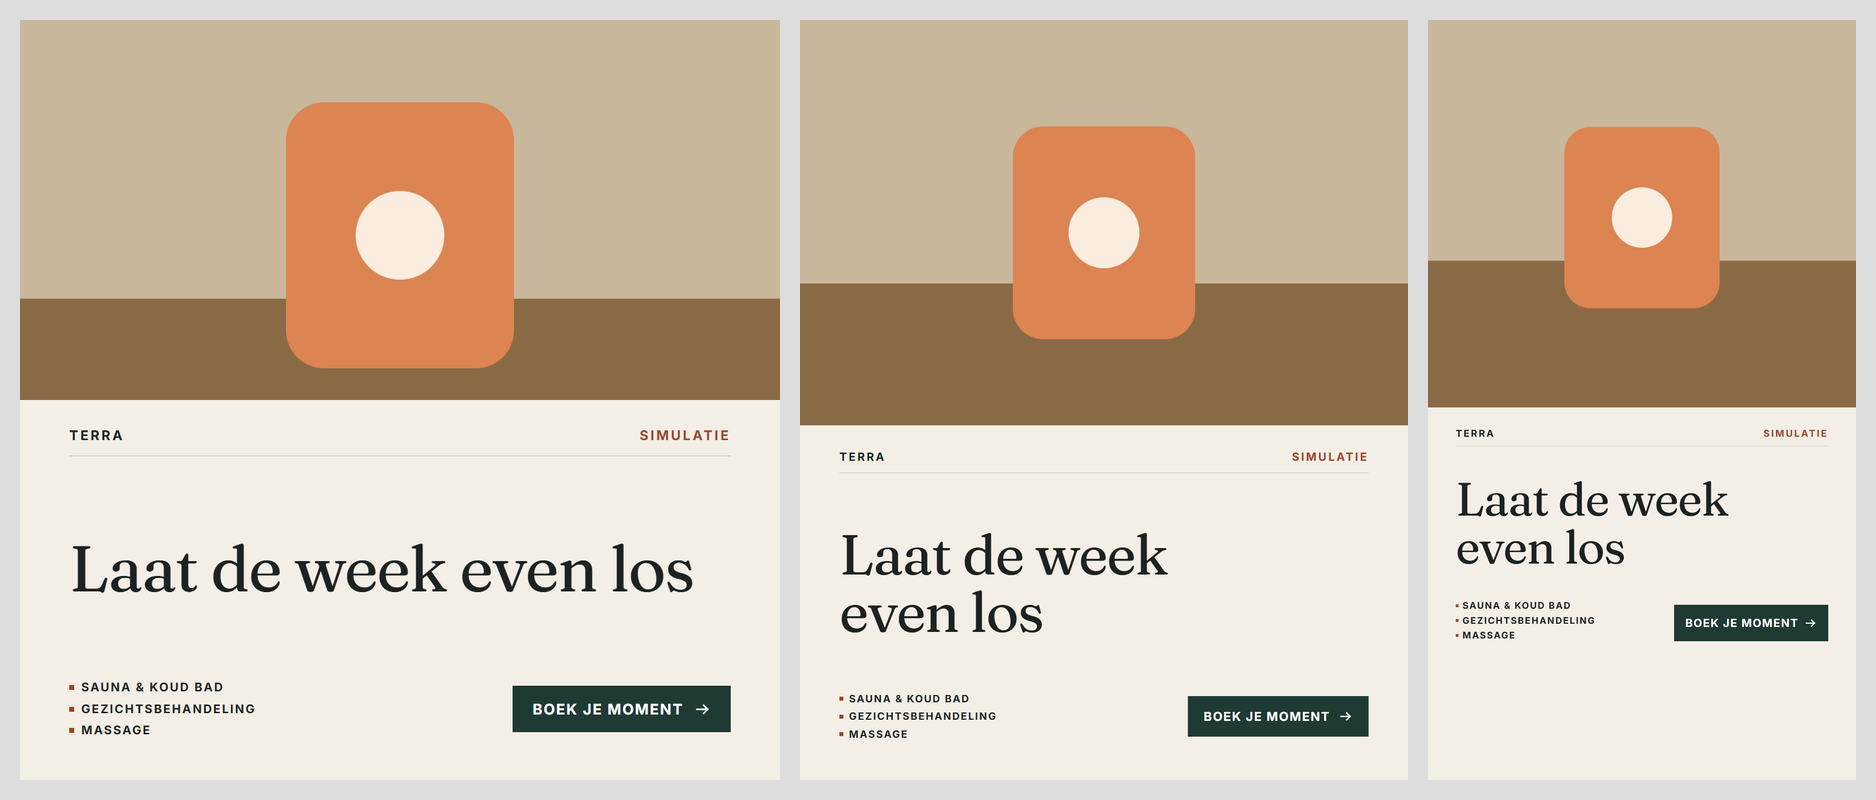 TERRA
SIMULATIE
Laat de week even los
SAUNA & KOUD BAD
GEZICHTSBEHANDELING
MASSAGE
BOEK JE MOMENT →
TERRA
SIMULATIE
Laat de week
even los
SAUNA & KOUD BAD
GEZICHTSBEHANDELING
MASSAGE
BOEK JE MOMENT →
TERRA
SIMULATIE
Laat de week
even los
SAUNA & KOUD BAD
GEZICHTSBEHANDELING
MASSAGE
BOEK JE MOMENT →